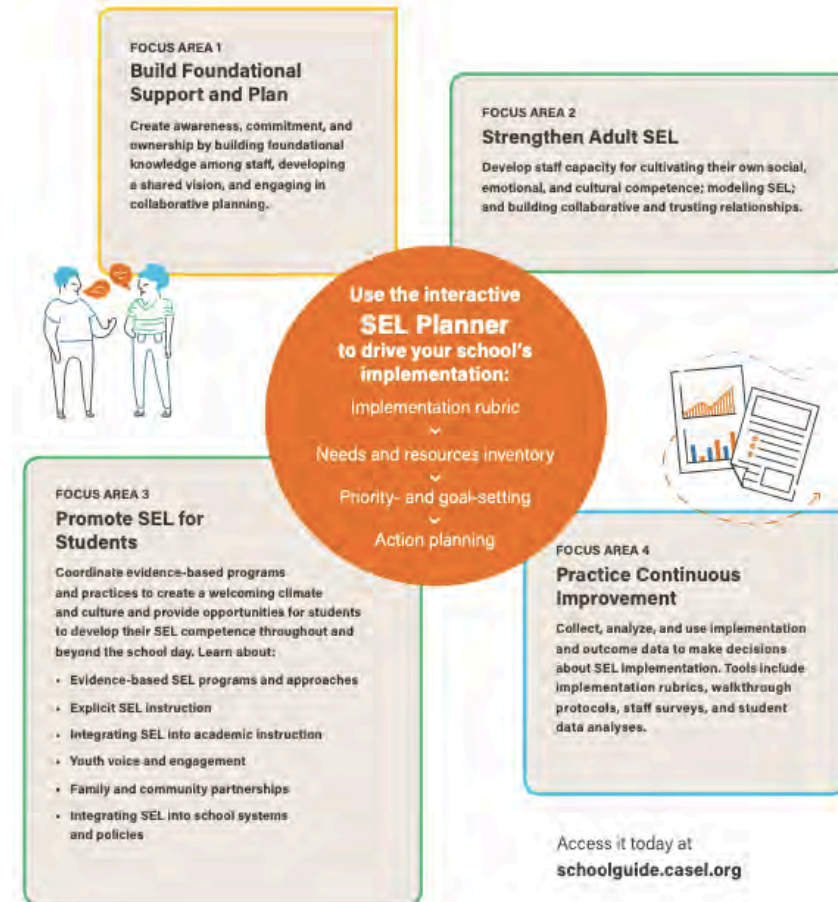 FOCUS AREA 1
Build Foundational
Support and Plan
Create awareness, commitment, and
ownership by building foundational
knowledge among staff, developing
a shared vision, and engaging in
collaborative planning.
FOCUS AREA 2
Strengthen Adult SEL
Develop staff capacity for cultivating their own social,
emotional, and cultural competence; modeling SEL;
and building collaborative and trusting relationships.
Use the interactive
SEL Planner
to drive your school's
implementation:
Implementation rubric
Needs and resources inventory
Priority- and goal-setting
Action planning
FOCUS AREA 3
Promote SEL for
Students
Coordinate evidence-based programs
and practices to create a welcoming climate
and culture and provide opportunities for students
to develop their SEL competence throughout and
beyond the school day. Learn about:
• Evidence-based SEL programs and approaches
• Explicit SEL instruction
• Integrating SEL into academic instruction
• Youth voice and engagement
• Family and community partnerships
• Integrating SEL into school systems
and policies
FOCUS AREA 4
Practice Continuous
Improvement
Collect, analyze, and use implementation
and outcome data to make decisions
about SEL implementation. Tools include
implementation rubrics, walkthrough
protocols, staff surveys, and student
data analyses.
Access it today at
schoolguide.casel.org